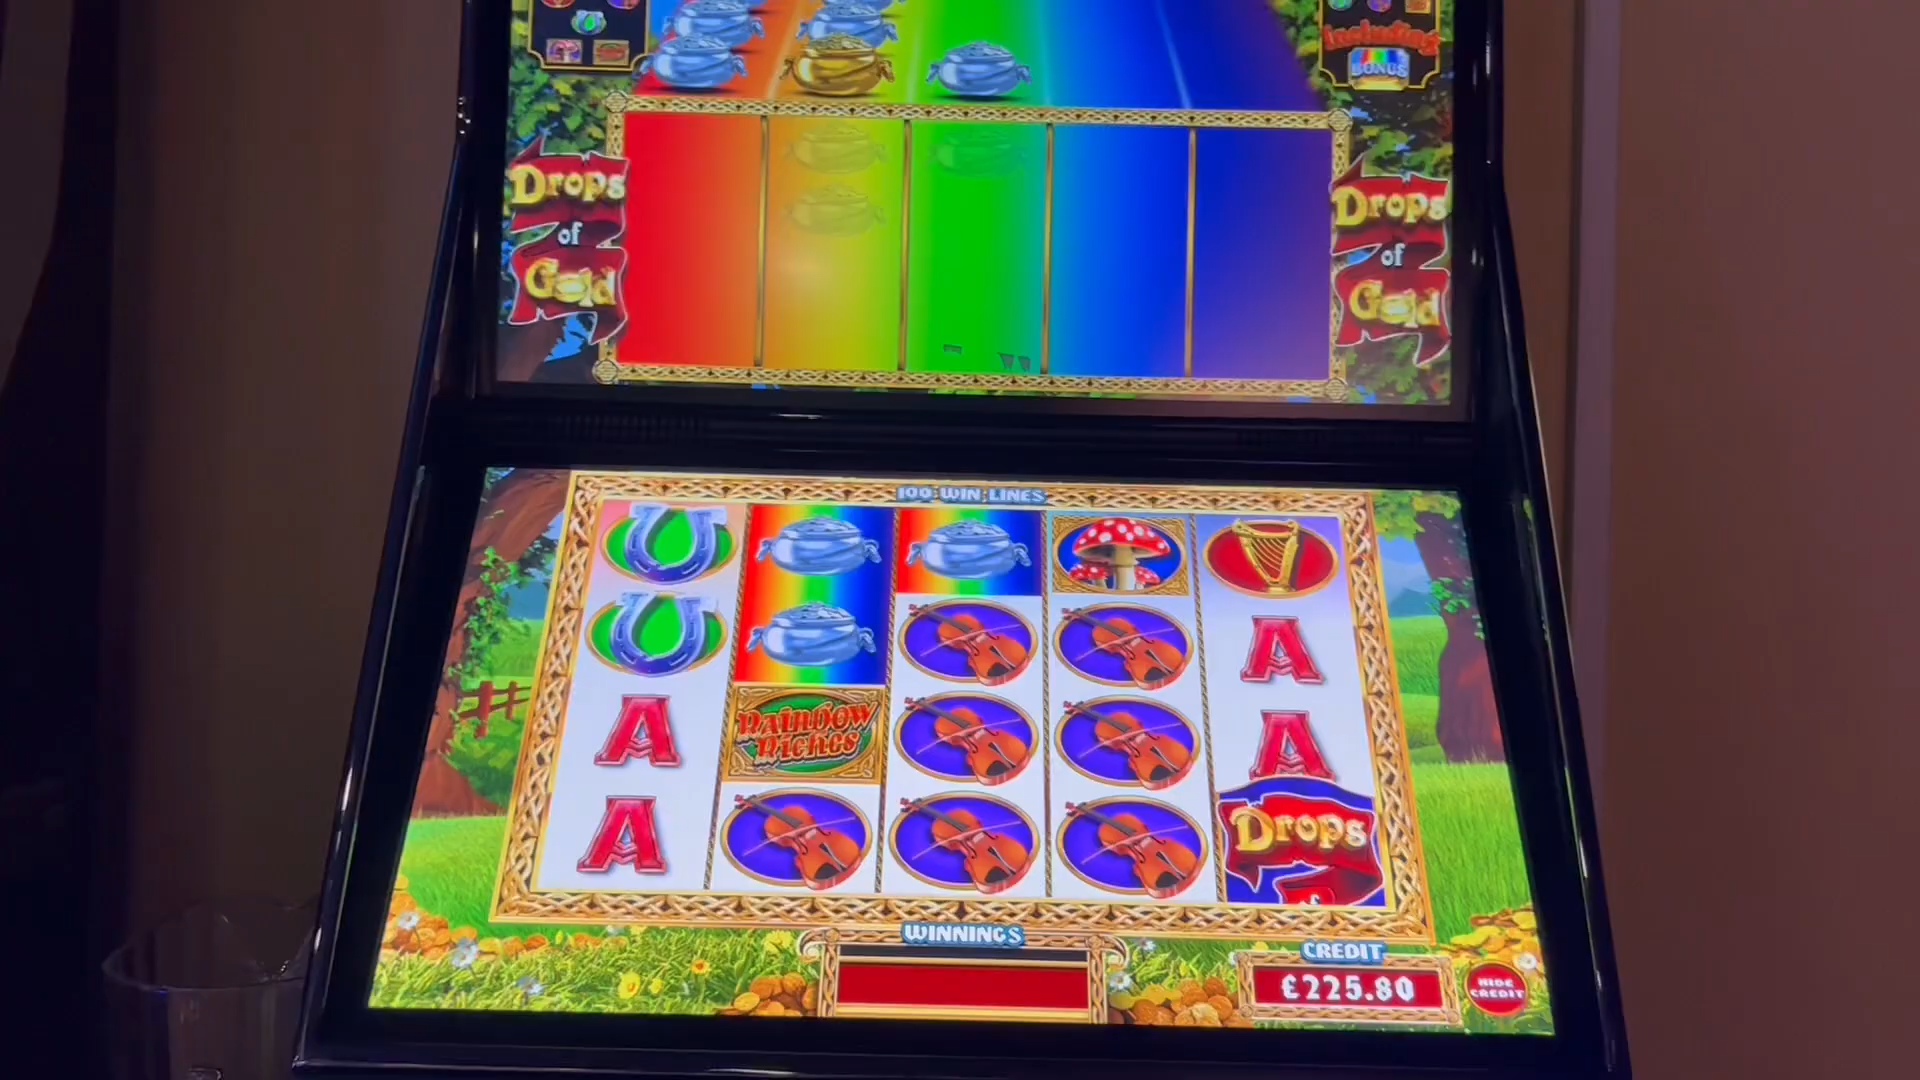 Including
BONUS
Drops
of
Gold
Drops
of
Gold
100 WIN LINES
RAINBOW
RICHES
A
A
A
A
Drops
of
WINNINGS
CREDIT
£225.80
HIDE
CREDIT